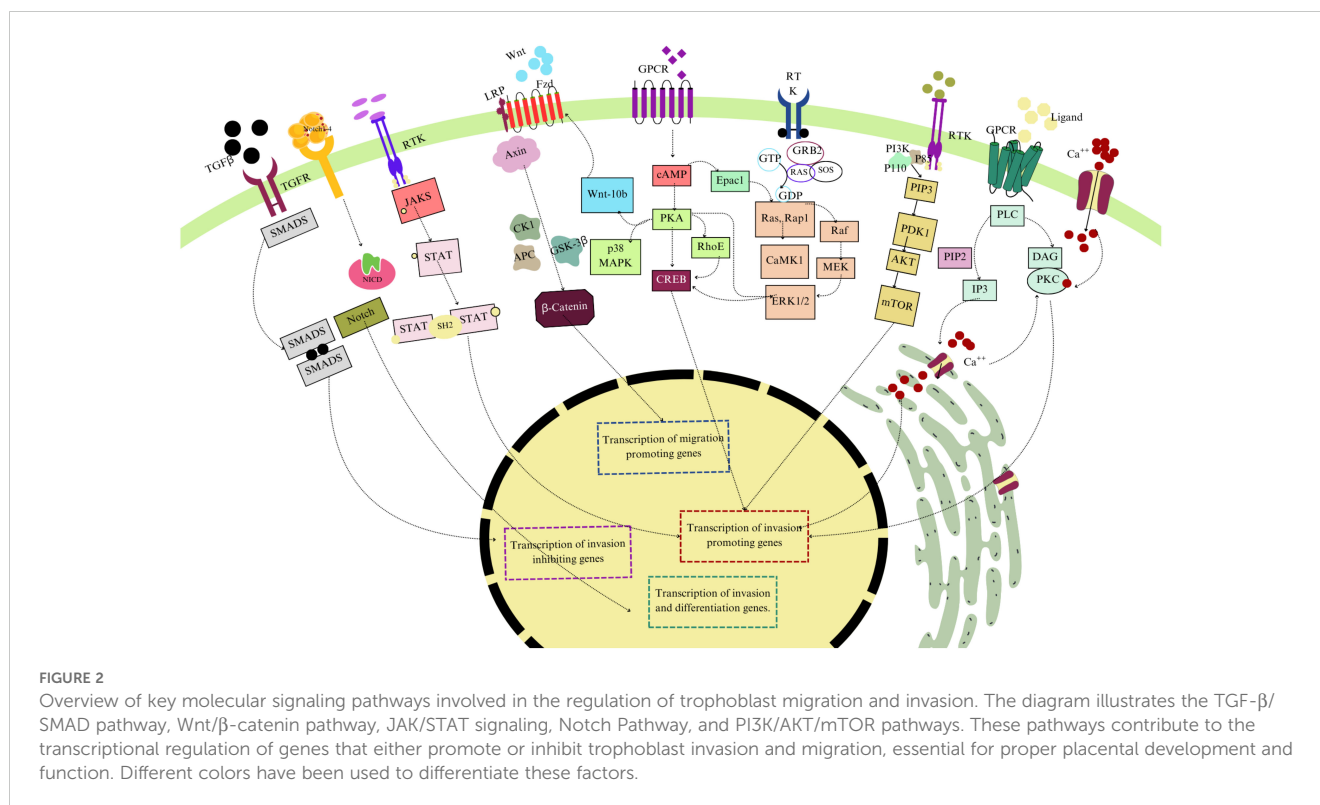 Wnt
LRP
Fzd
GPCR
RT
K
TGFβ
TGFR
Notch1-4
RTK
RTK
PI3K
P85
P110
GPCR
Ligand
Ca++
SMADS
JAKS
Axin
Wnt-10b
cAMP
Epac1
GTP
GRB2
RAS
SOS
GDP
PIP3
PLC
NICD
STAT
CK1
APC
GSK-3β
p38
MAPK
PKA
RhoE
Ras, Rap1
Raf
PDK1
PIP2
DAG
PKC
CaMK1
MEK
AKT
IP3
CREB
ERK1/2
mTOR
Notch
SMADS
SMADS
STAT
SH2
STAT
β-Catenin
Ca++
Transcription of migration
promoting genes
Transcription of invasion
inhibiting genes
Transcription of invasion
promoting genes
Transcription of invasion
and differentiation genes.
FIGURE 2
Overview of key molecular signaling pathways involved in the regulation of trophoblast migration and invasion. The diagram illustrates the TGF-β/
SMAD pathway, Wnt/β-catenin pathway, JAK/STAT signaling, Notch Pathway, and PI3K/AKT/mTOR pathways. These pathways contribute to the
transcriptional regulation of genes that either promote or inhibit trophoblast invasion and migration, essential for proper placental development and
function. Different colors have been used to differentiate these factors.